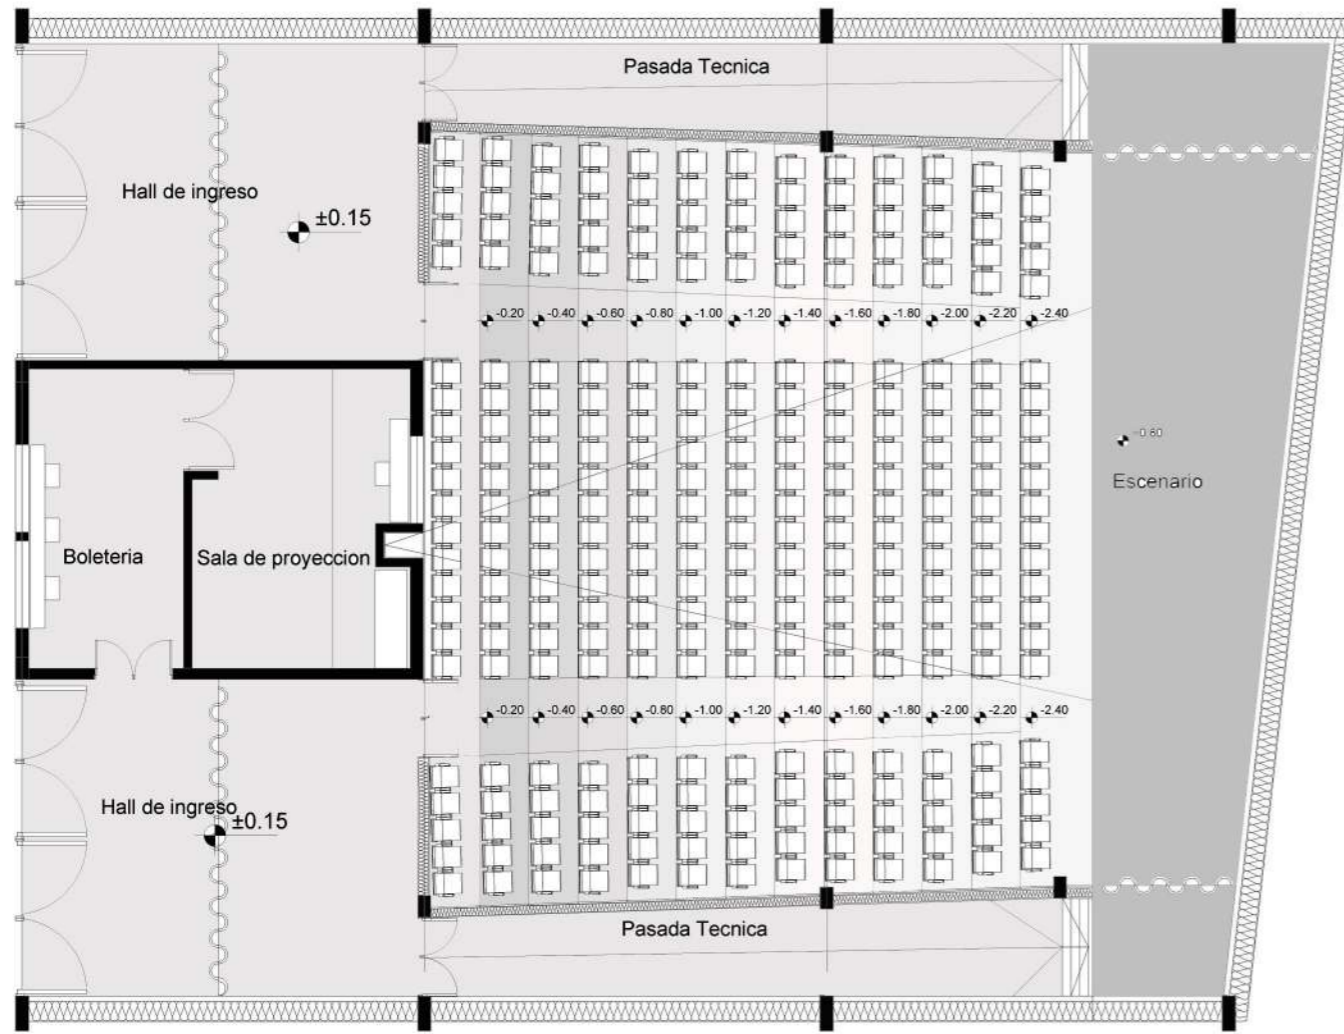 Pasada Tecnica
Hall de ingreso
±0.15
-0.20 -0.40 -0.60 -0.80 -1.00 -1.20 -1.40 -1.60 -1.80 -2.00 -2.20 -2.40
-0.60
Escenario
Boleteria
Sala de proyeccion
-0.20 -0.40 -0.60 -0.80 -1.00 -1.20 -1.40 -1.60 -1.80 -2.00 -2.20 -2.40
Hall de ingreso
±0.15
Pasada Tecnica